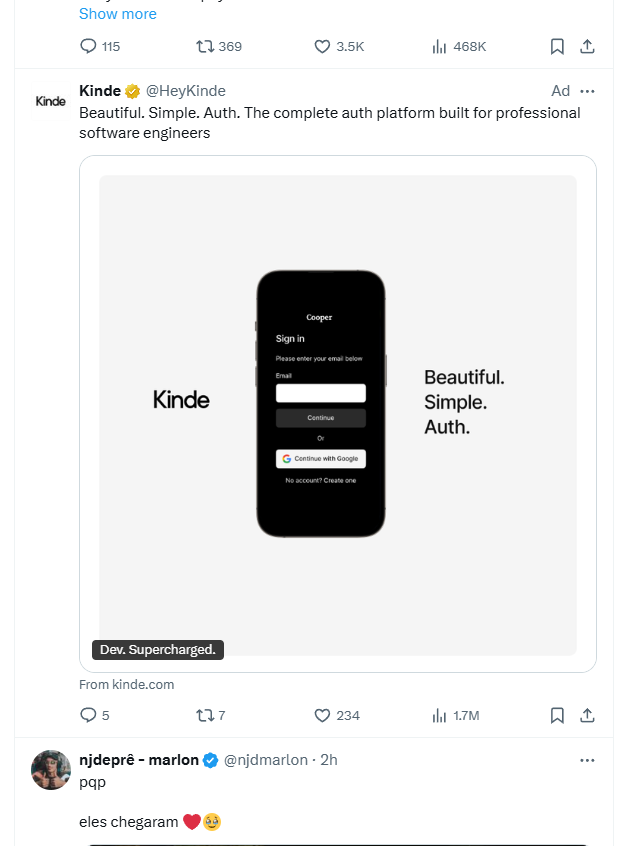 Show more
115 369 3.5K 468K
Kinde @HeyKinde Ad
Kinde
Beautiful. Simple. Auth. The complete auth platform built for professional
software engineers
Cooper
Sign in
Please enter your email below
Email
Continue
Or
Continue with Google
No account? Create one
Kinde
Beautiful.
Simple.
Auth.
Dev. Supercharged.
From kinde.com
5 7 234 1.7M
njdeprê - marlon @njdmarlon · 2h
pqp
eles chegaram ❤️🥹